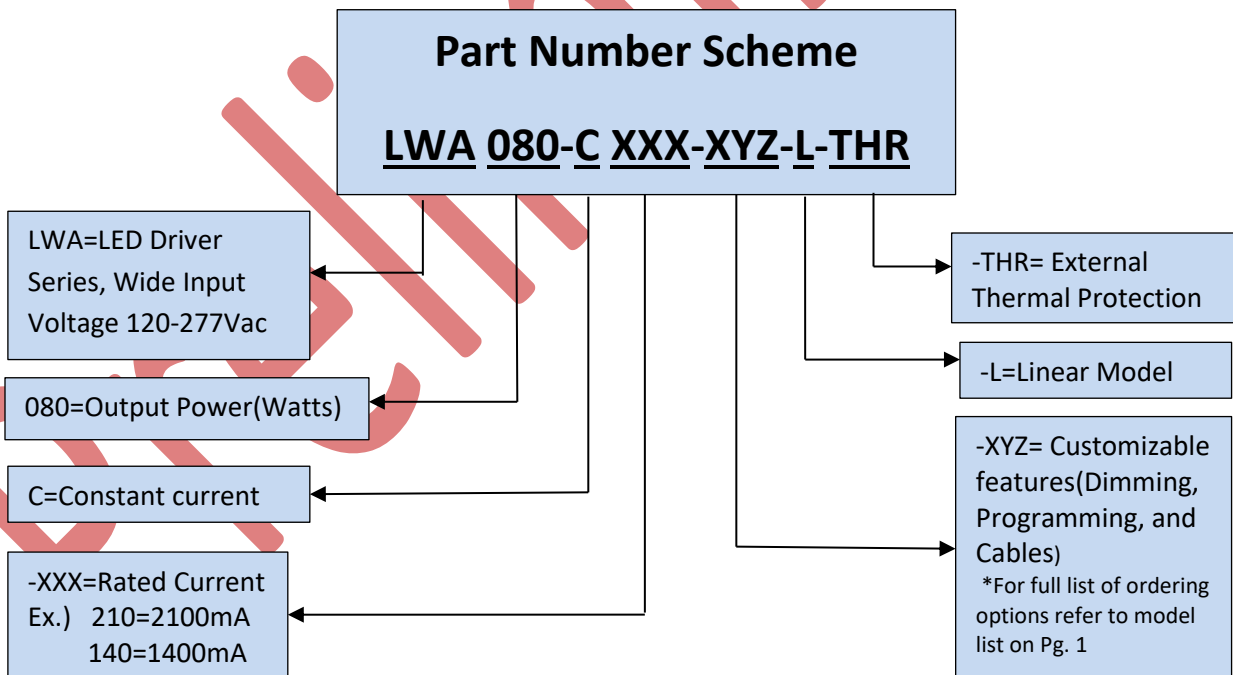 Part Number Scheme
LWA 080-C XXX-XYZ-L-THR
LWA=LED Driver
Series, Wide Input
Voltage 120-277Vac
080=Output Power(Watts)
C=Constant current
-XXX=Rated Current
Ex.) 210=2100mA
140=1400mA
-THR= External
Thermal Protection
-L=Linear Model
-XYZ= Customizable
features(Dimming,
Programming, and
Cables)
*For full list of ordering
options refer to model
list on Pg. 1